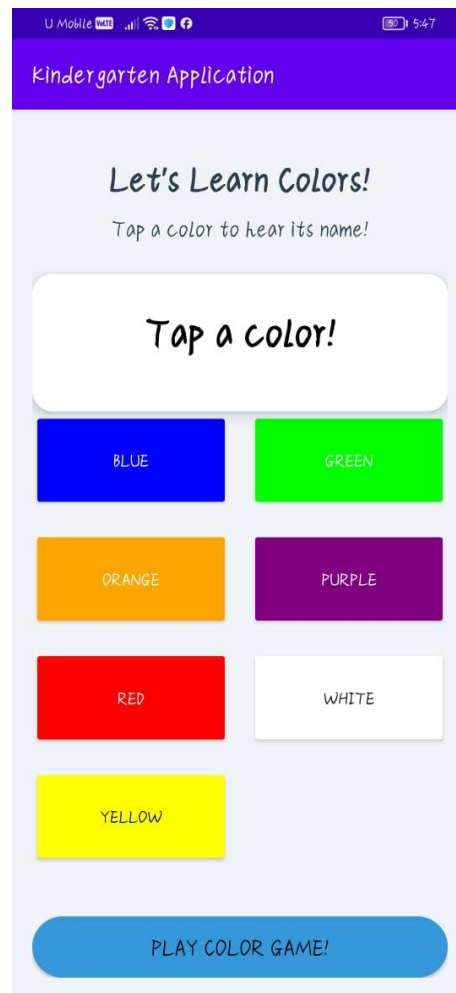 U Mobile VoLTE 50 5:47
Kindergarten Application
Let's Learn Colors!
Tap a color to hear its name!
Tap a color!
BLUE GREEN
ORANGE PURPLE
RED WHITE
YELLOW
PLAY COLOR GAME!